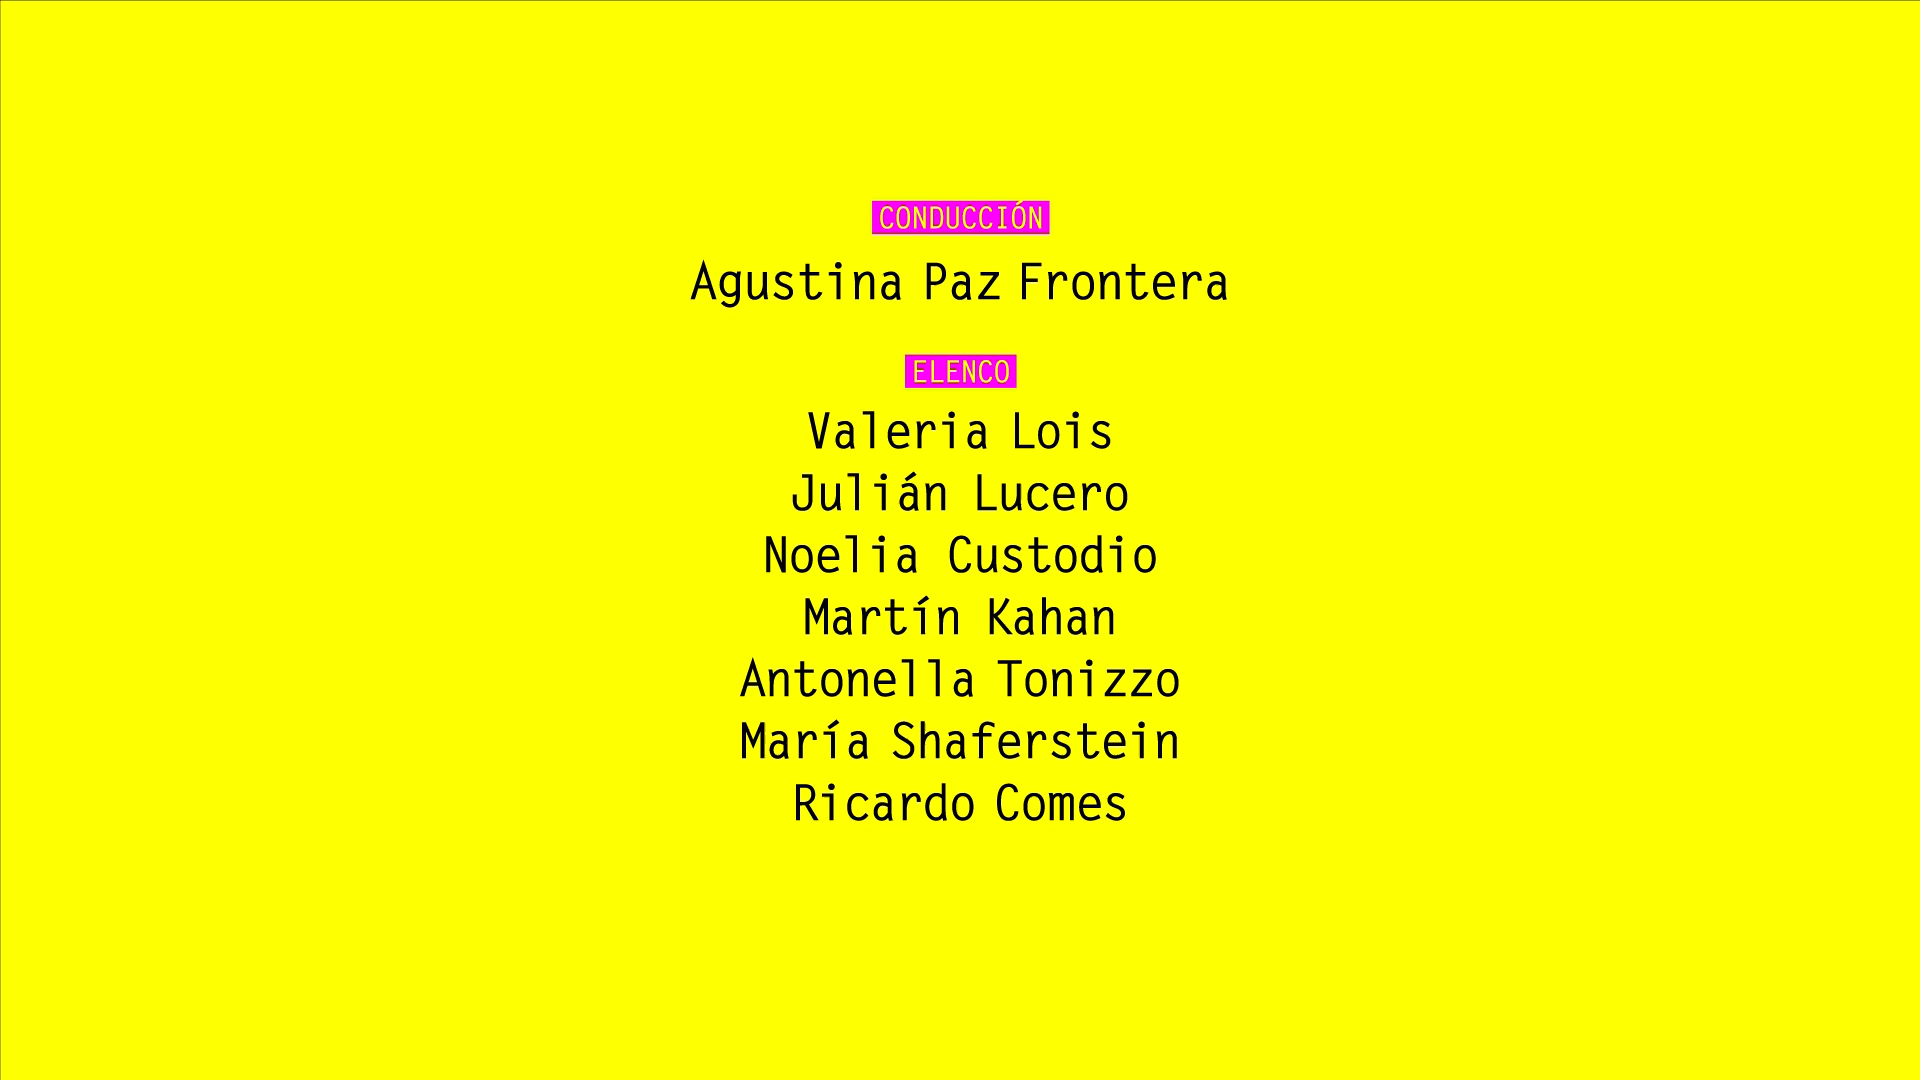 CONDUCCIÓN
Agustina Paz Frontera
ELENCO
Valeria Lois
Julián Lucero
Noelia Custodio
Martín Kahan
Antonella Tonizzo
María Shaferstein
Ricardo Comes